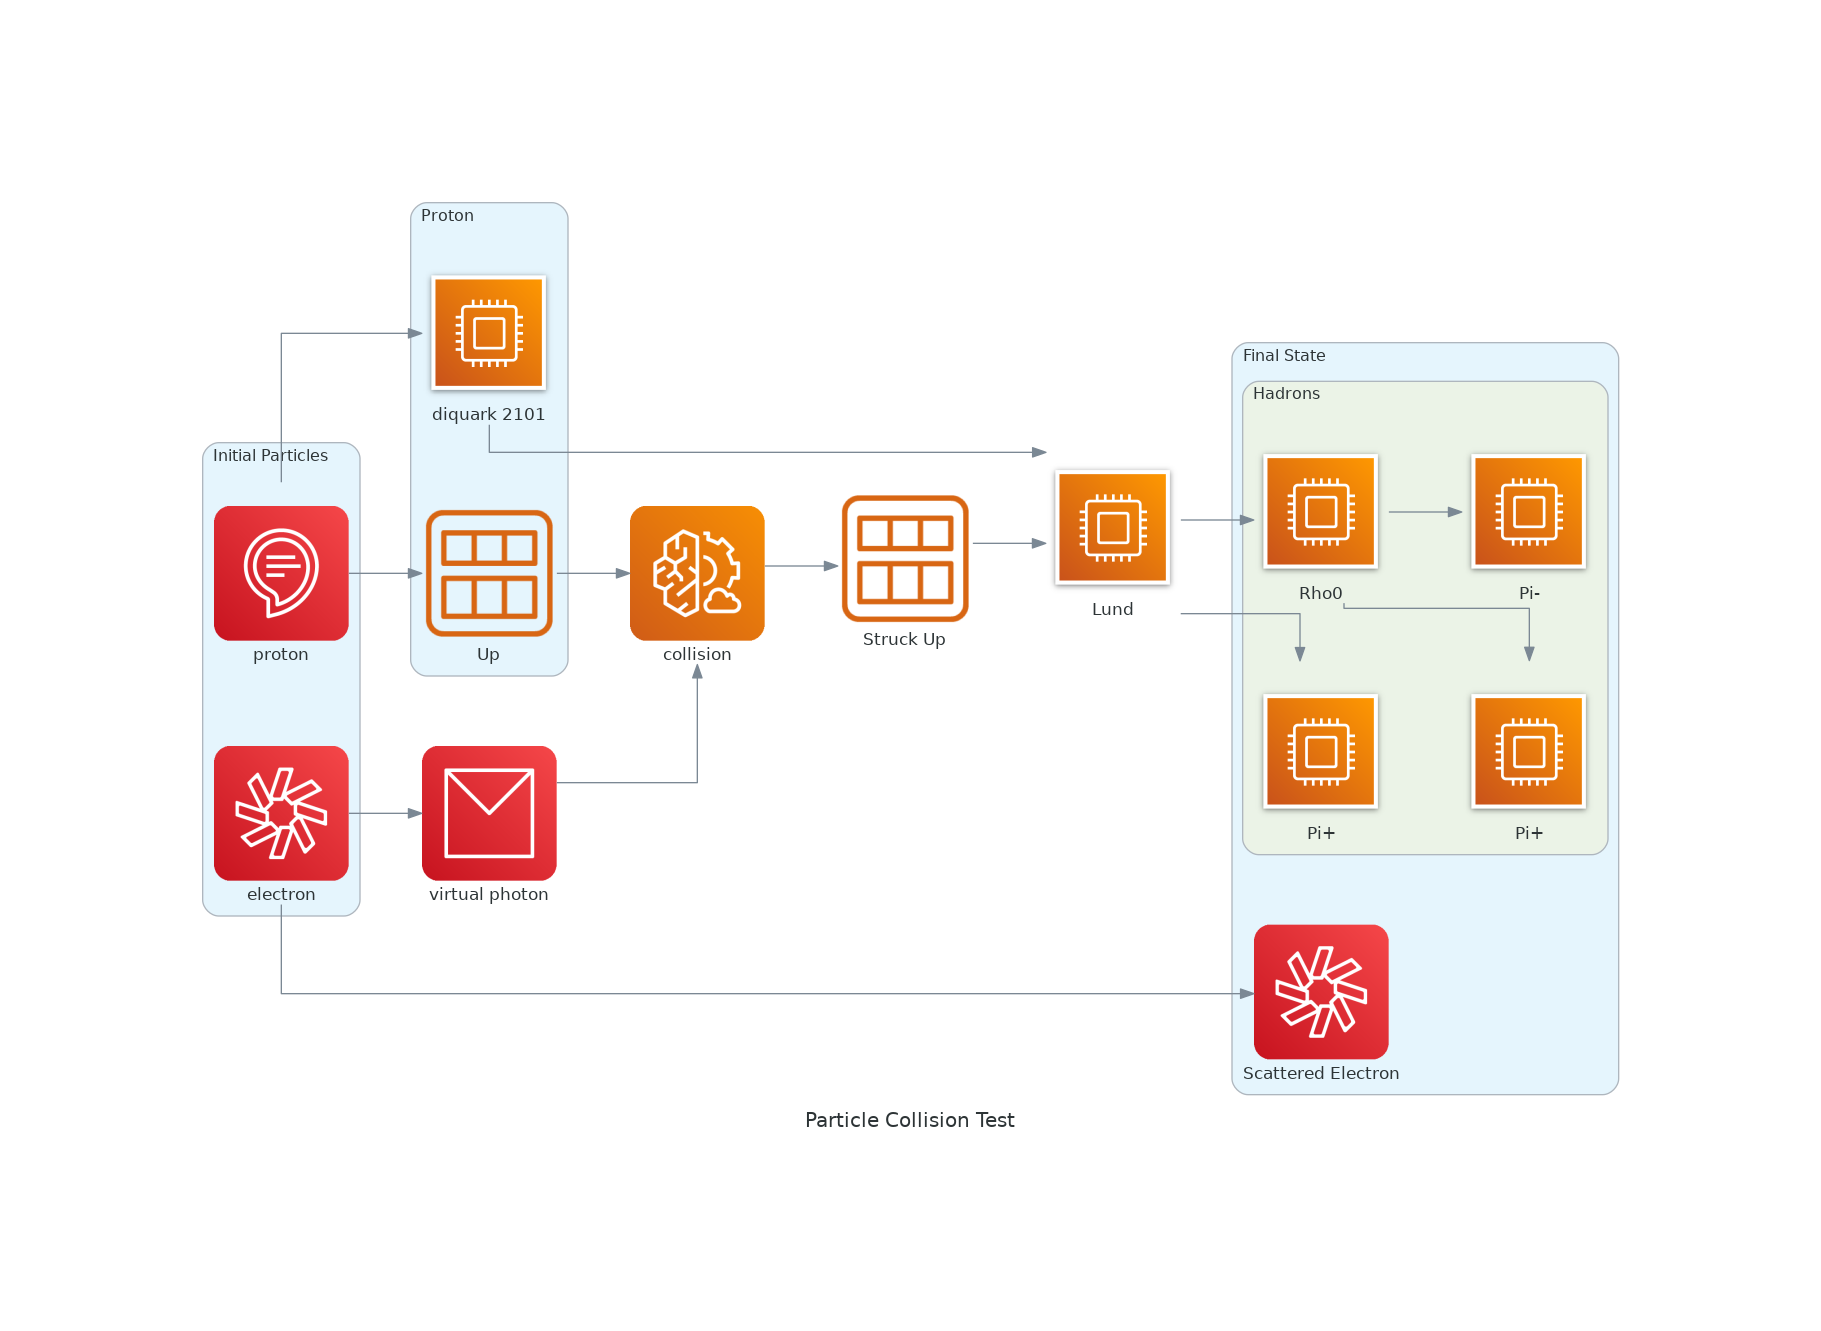 Proton
diquark 2101
Initial Particles
proton
Up
collision
Struck Up
Lund
electron
virtual photon
Final State
Hadrons
Rho0
Pi-
Pi+
Pi+
Scattered Electron
Particle Collision Test